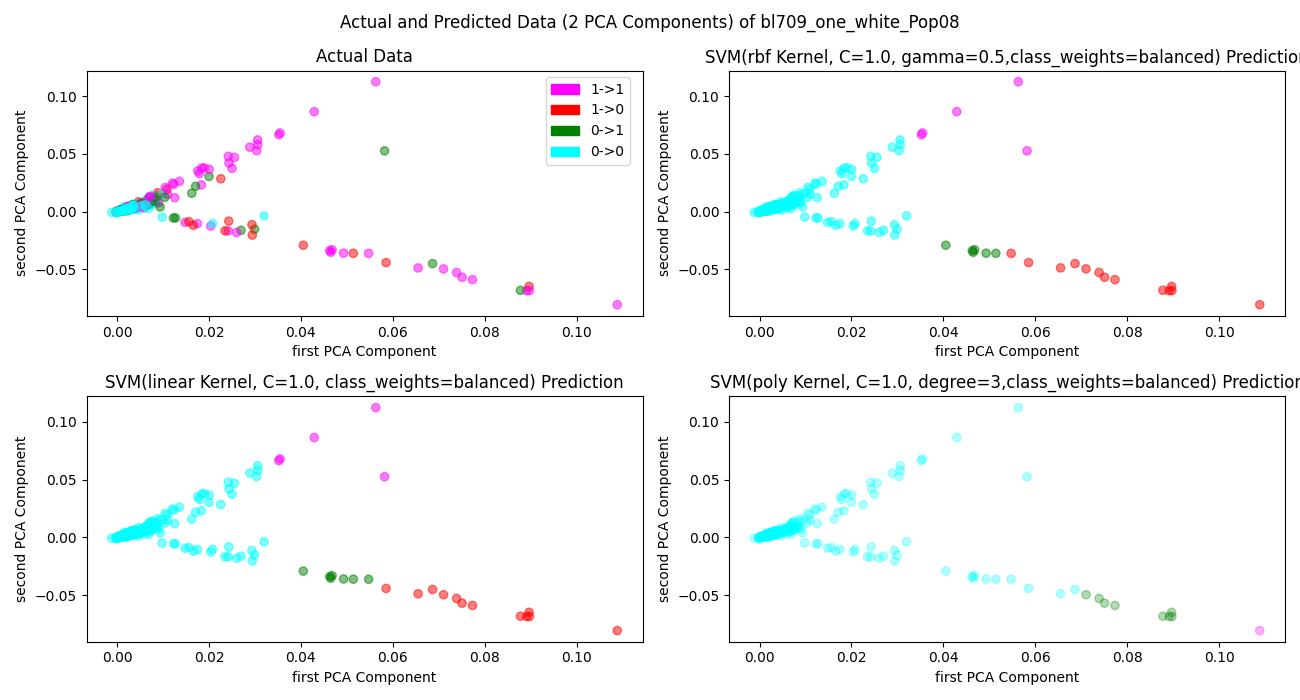 Actual and Predicted Data (2 PCA Components) of bl709_one_white_Pop08
Actual Data
0.10
0.05
0.00
−0.05
second PCA Component
0.00 0.02 0.04 0.06 0.08 0.10
first PCA Component
1->1
1->0
0->1
0->0
SVM(rbf Kernel, C=1.0, gamma=0.5,class_weights=balanced) Prediction
0.10
0.05
0.00
−0.05
second PCA Component
0.00 0.02 0.04 0.06 0.08 0.10
first PCA Component
SVM(linear Kernel, C=1.0, class_weights=balanced) Prediction
0.10
0.05
0.00
−0.05
second PCA Component
0.00 0.02 0.04 0.06 0.08 0.10
first PCA Component
SVM(poly Kernel, C=1.0, degree=3,class_weights=balanced) Prediction
0.10
0.05
0.00
−0.05
second PCA Component
0.00 0.02 0.04 0.06 0.08 0.10
first PCA Component